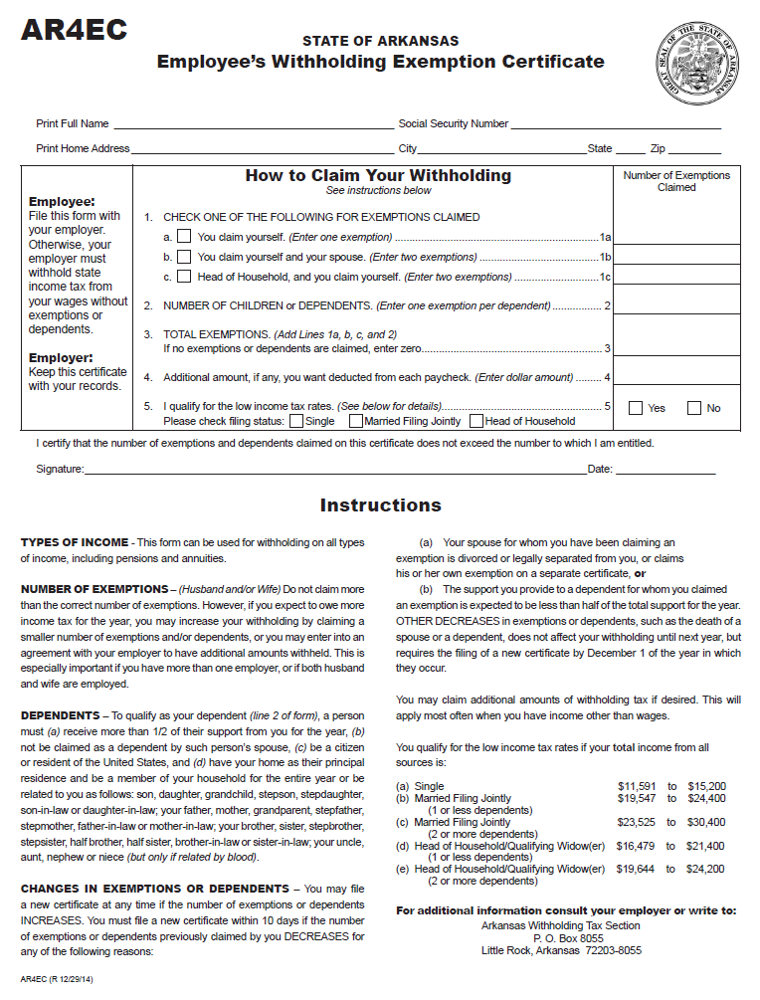 AR4EC
STATE OF ARKANSAS
Employee's Withholding Exemption Certificate
GREAT SEAL OF THE STATE OF ARKANSAS
Print Full Name
Social Security Number
Print Home Address
City
State
Zip
Employee:
File this form with
your employer.
Otherwise, your
employer must
withhold state
income tax from
your wages without
exemptions or
dependents.
Employer:
Keep this certificate
with your records.
How to Claim Your Withholding
See instructions below
Number of Exemptions
Claimed
1. CHECK ONE OF THE FOLLOWING FOR EXEMPTIONS CLAIMED
a. You claim yourself. (Enter one exemption) ........ 1a
b. You claim yourself and your spouse. (Enter two exemptions) ........ 1b
c. Head of Household, and you claim yourself. (Enter two exemptions) ........ 1c
2. NUMBER OF CHILDREN or DEPENDENTS. (Enter one exemption per dependent) ........ 2
3. TOTAL EXEMPTIONS. (Add Lines 1a, b, c, and 2)
If no exemptions or dependents are claimed, enter zero........ 3
4. Additional amount, if any, you want deducted from each paycheck. (Enter dollar amount) ........ 4
5. I qualify for the low income tax rates. (See below for details)........ 5
Yes No
Please check filing status: Single Married Filing Jointly Head of Household
I certify that the number of exemptions and dependents claimed on this certificate does not exceed the number to which I am entitled.
Signature: Date:
Instructions
TYPES OF INCOME - This form can be used for withholding on all types
of income, including pensions and annuities.
NUMBER OF EXEMPTIONS – (Husband and/or Wife) Do not claim more
than the correct number of exemptions. However, if you expect to owe more
income tax for the year, you may increase your withholding by claiming a
smaller number of exemptions and/or dependents, or you may enter into an
agreement with your employer to have additional amounts withheld. This is
especially important if you have more than one employer, or if both husband
and wife are employed.
DEPENDENTS – To qualify as your dependent (line 2 of form), a person
must (a) receive more than 1/2 of their support from you for the year, (b)
not be claimed as a dependent by such person's spouse, (c) be a citizen
or resident of the United States, and (d) have your home as their principal
residence and be a member of your household for the entire year or be
related to you as follows: son, daughter, grandchild, stepson, stepdaughter,
son-in-law or daughter-in-law; your father, mother, grandparent, stepfather,
stepmother, father-in-law or mother-in-law; your brother, sister, stepbrother,
stepsister, half brother, half sister, brother-in-law or sister-in-law; your uncle,
aunt, nephew or niece (but only if related by blood).
CHANGES IN EXEMPTIONS OR DEPENDENTS – You may file
a new certificate at any time if the number of exemptions or dependents
INCREASES. You must file a new certificate within 10 days if the number
of exemptions or dependents previously claimed by you DECREASES for
any of the following reasons:
(a) Your spouse for whom you have been claiming an
exemption is divorced or legally separated from you, or claims
his or her own exemption on a separate certificate, or
(b) The support you provide to a dependent for whom you claimed
an exemption is expected to be less than half of the total support for the year.
OTHER DECREASES in exemptions or dependents, such as the death of a
spouse or a dependent, does not affect your withholding until next year, but
requires the filing of a new certificate by December 1 of the year in which
they occur.
You may claim additional amounts of withholding tax if desired. This will
apply most often when you have income other than wages.
You qualify for the low income tax rates if your total income from all
sources is:
(a) Single $11,591 to $15,200
(b) Married Filing Jointly $19,547 to $24,400
(1 or less dependents)
(c) Married Filing Jointly $23,525 to $30,400
(2 or more dependents)
(d) Head of Household/Qualifying Widow(er) $16,479 to $21,400
(1 or less dependents)
(e) Head of Household/Qualifying Widow(er) $19,644 to $24,200
(2 or more dependents)
For additional information consult your employer or write to:
Arkansas Withholding Tax Section
P. O. Box 8055
Little Rock, Arkansas 72203-8055
AR4EC (R 12/29/14)